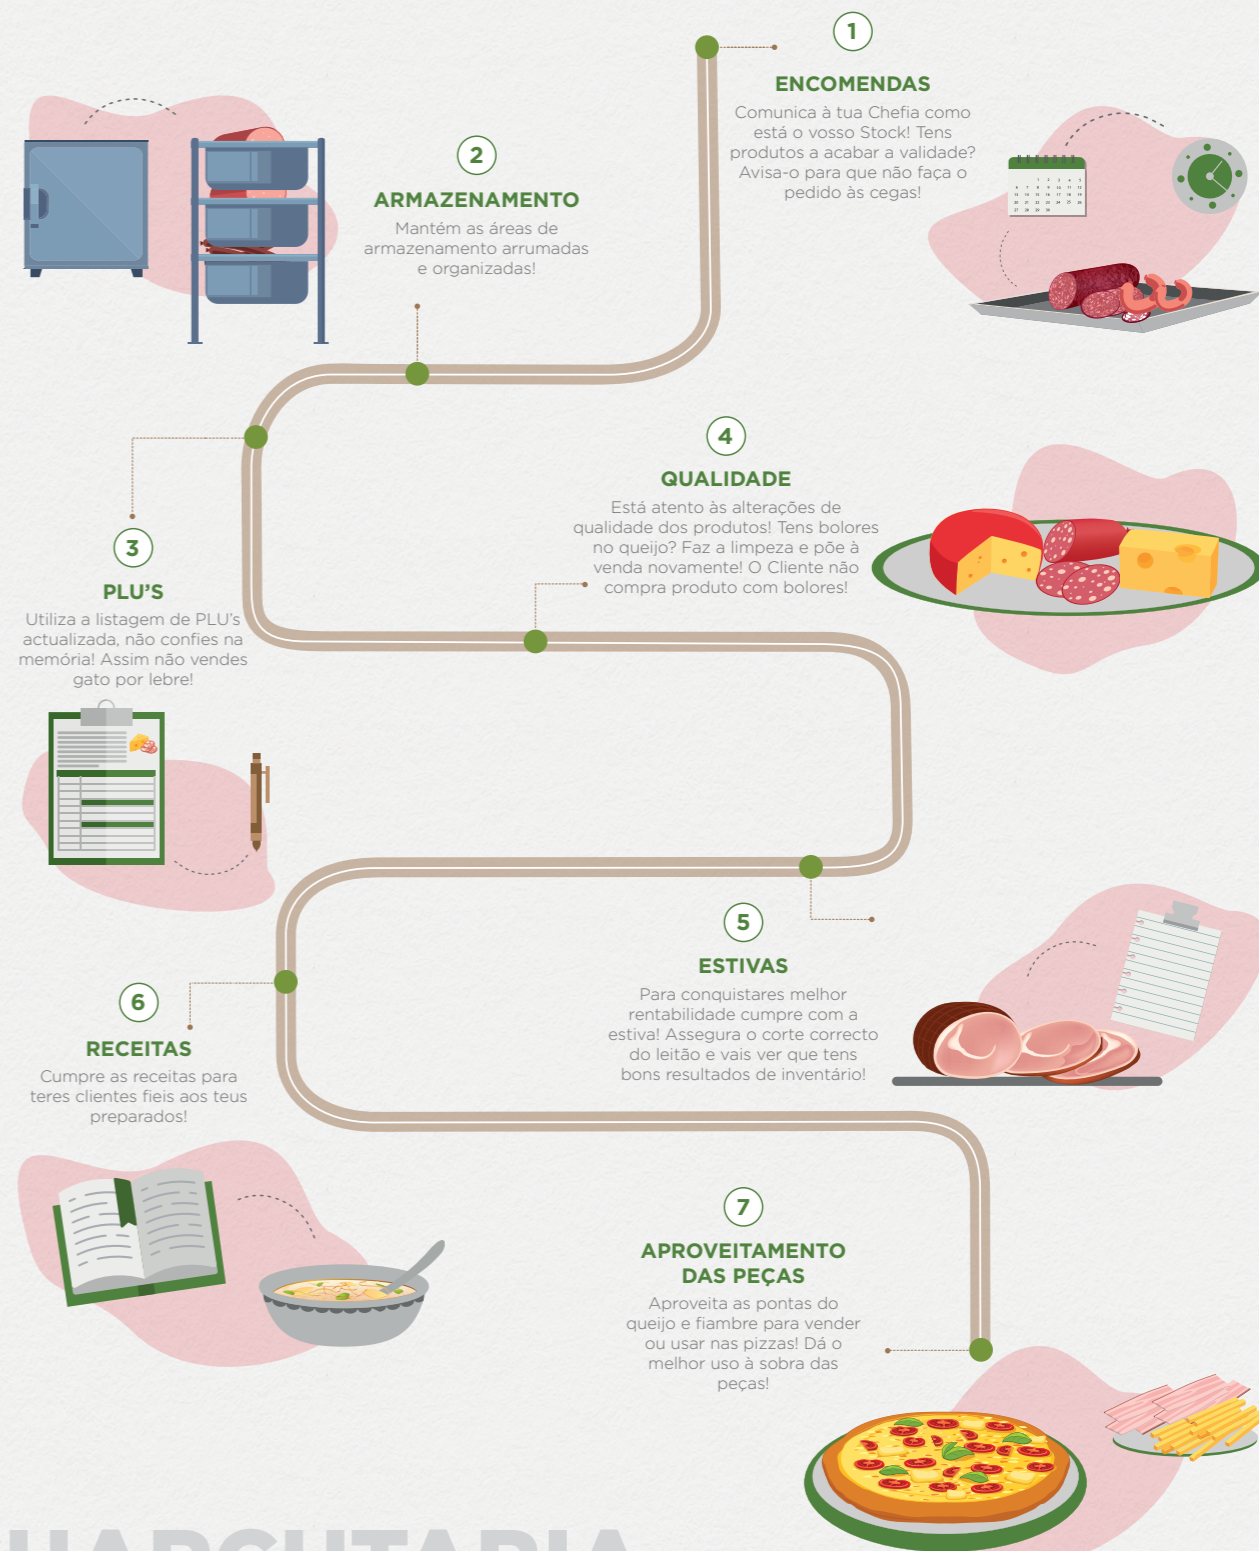 1
ENCOMENDAS
Comunica à tua Chefia como
está o vosso Stock! Tens
produtos a acabar a validade?
Avisa-o para que não faça o
pedido às cegas!
2
ARMAZENAMENTO
Mantém as áreas de
armazenamento arrumadas
e organizadas!
3
PLU'S
Utiliza a listagem de PLU's
actualizada, não confies na
memória! Assim não vendes
gato por lebre!
4
QUALIDADE
Está atento às alterações de
qualidade dos produtos! Tens bolores
no queijo? Faz a limpeza e põe à
venda novamente! O Cliente não
compra produto com bolores!
5
ESTIVAS
Para conquistares melhor
rentabilidade cumpre com a
estiva! Assegura o corte correcto
do leitão e vais ver que tens
bons resultados de inventário!
6
RECEITAS
Cumpre as receitas para
teres clientes fieis aos teus
preparados!
7
APROVEITAMENTO
DAS PEÇAS
Aproveita as pontas do
queijo e fiambre para vender
ou usar nas pizzas! Dá o
melhor uso à sobra das
peças!
HARCUTARIA